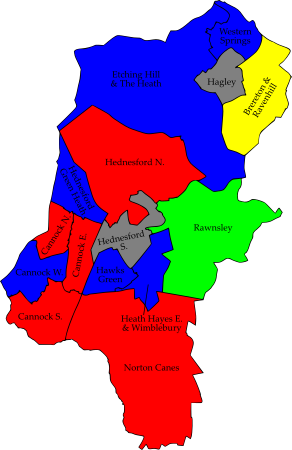 Western
Springs
Etching Hill
& The Heath
Hagley
Brereton &
Ravenhill
Hednesford N.
Hednesford
Green Heath
Rawnsley
Cannock N.
Hednesford
S.
Cannock E.
Cannock W.
Hawks
Green
Cannock S.
Heath Hayes E.
& Wimblebury
Norton Canes